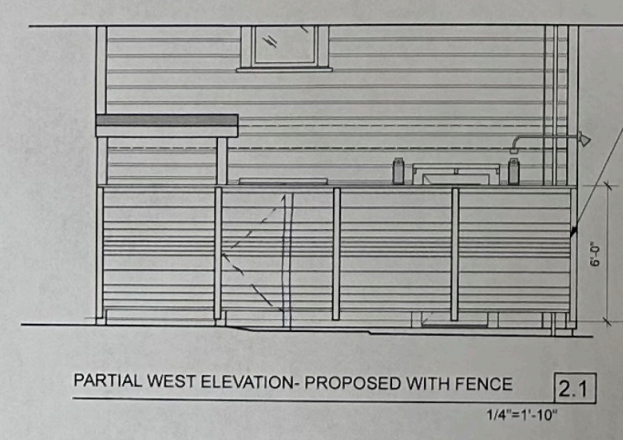 6'-0"
PARTIAL WEST ELEVATION- PROPOSED WITH FENCE 2.1
1/4"=1'-10"